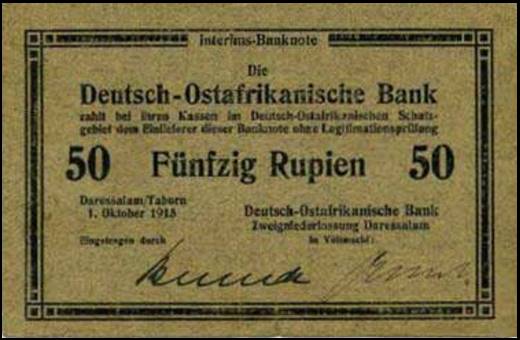 Interims-Banknote
Die
Deutsch-Ostafrikanische Bank
zahlt bei ihren Kassen im Deutsch-Ostafrikanischen Schutz-
gebiet dem Einlieferer dieser Banknote ohne Legitimationsprüfung
50 Fünfzig Rupien 50
Daressalam/Tabora
1. Oktober 1915
Deutsch-Ostafrikanische Bank
Zweigniederlassung Daressalam
Eingetragen durch
in Vollmacht: